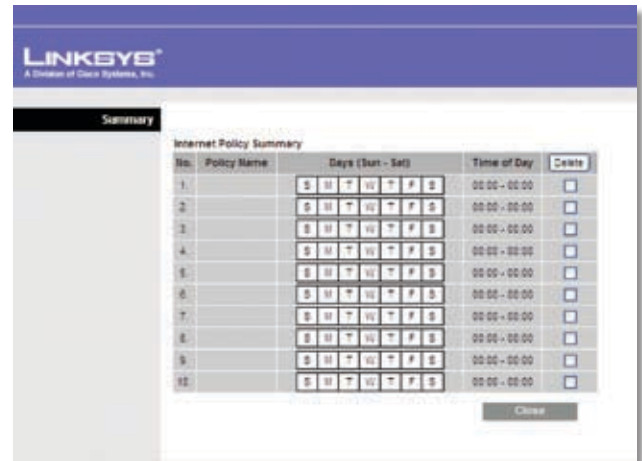 LINKSYS®
A Division of Cisco Systems, Inc.
Summary
Internet Policy Summary
No. Policy Name Days (Sun - Sat) Time of Day Delete
1. S M T W T F S 00:00 - 00:00
2. S M T W T F S 00:00 - 00:00
3. S M T W T F S 00:00 - 00:00
4. S M T W T F S 00:00 - 00:00
5. S M T W T F S 00:00 - 00:00
6. S M T W T F S 00:00 - 00:00
7. S M T W T F S 00:00 - 00:00
8. S M T W T F S 00:00 - 00:00
9. S M T W T F S 00:00 - 00:00
10. S M T W T F S 00:00 - 00:00
Close